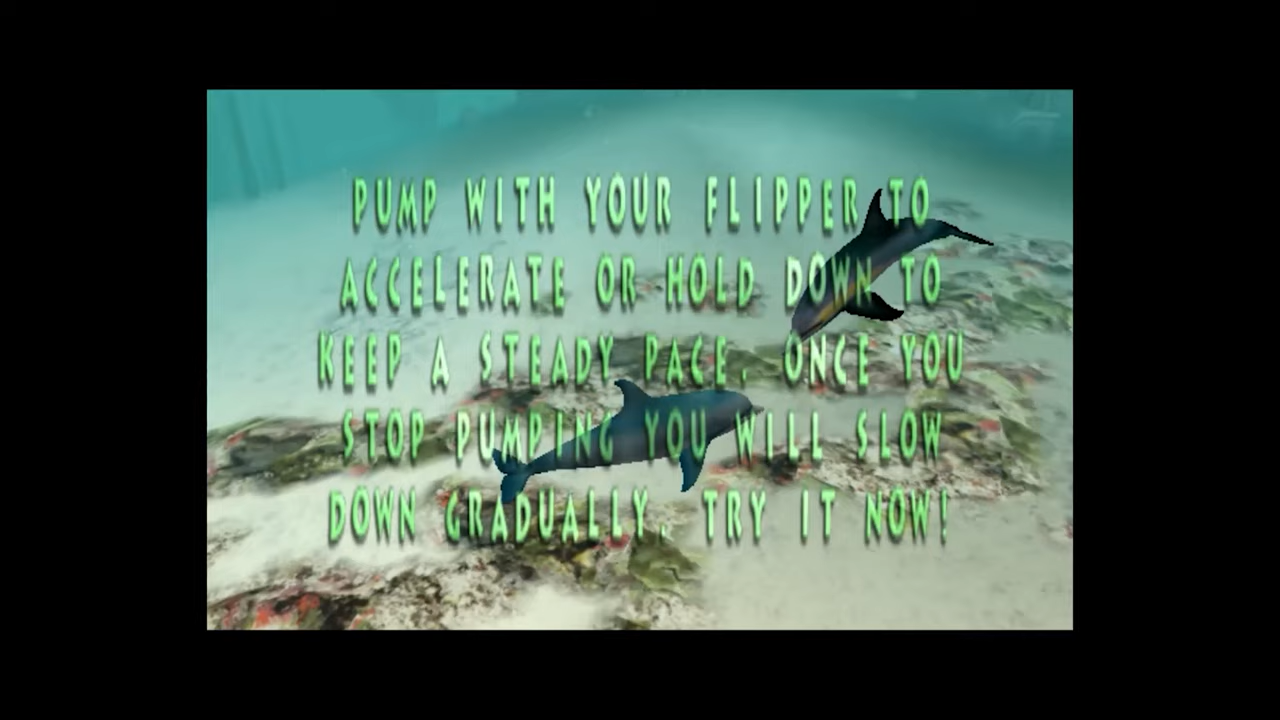 PUMP WITH YOUR FLIPPER TO
ACCELERATE OR HOLD DOWN TO
KEEP A STEADY PACE. ONCE YOU
STOP PUMPING YOU WILL SLOW
DOWN GRADUALLY. TRY IT NOW!